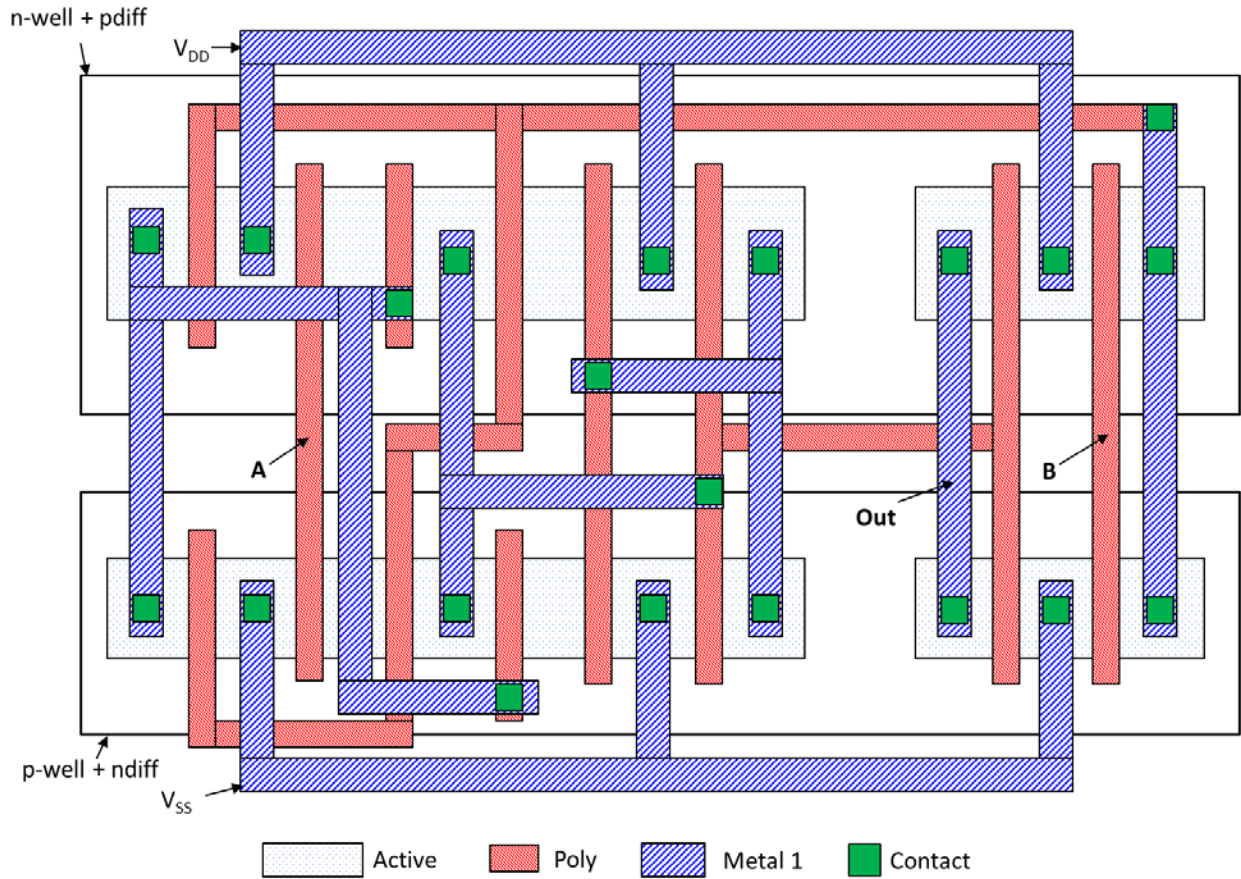 n-well + pdiff
VDD
A
B
Out
p-well + ndiff
VSS
Active
Poly
Metal 1
Contact